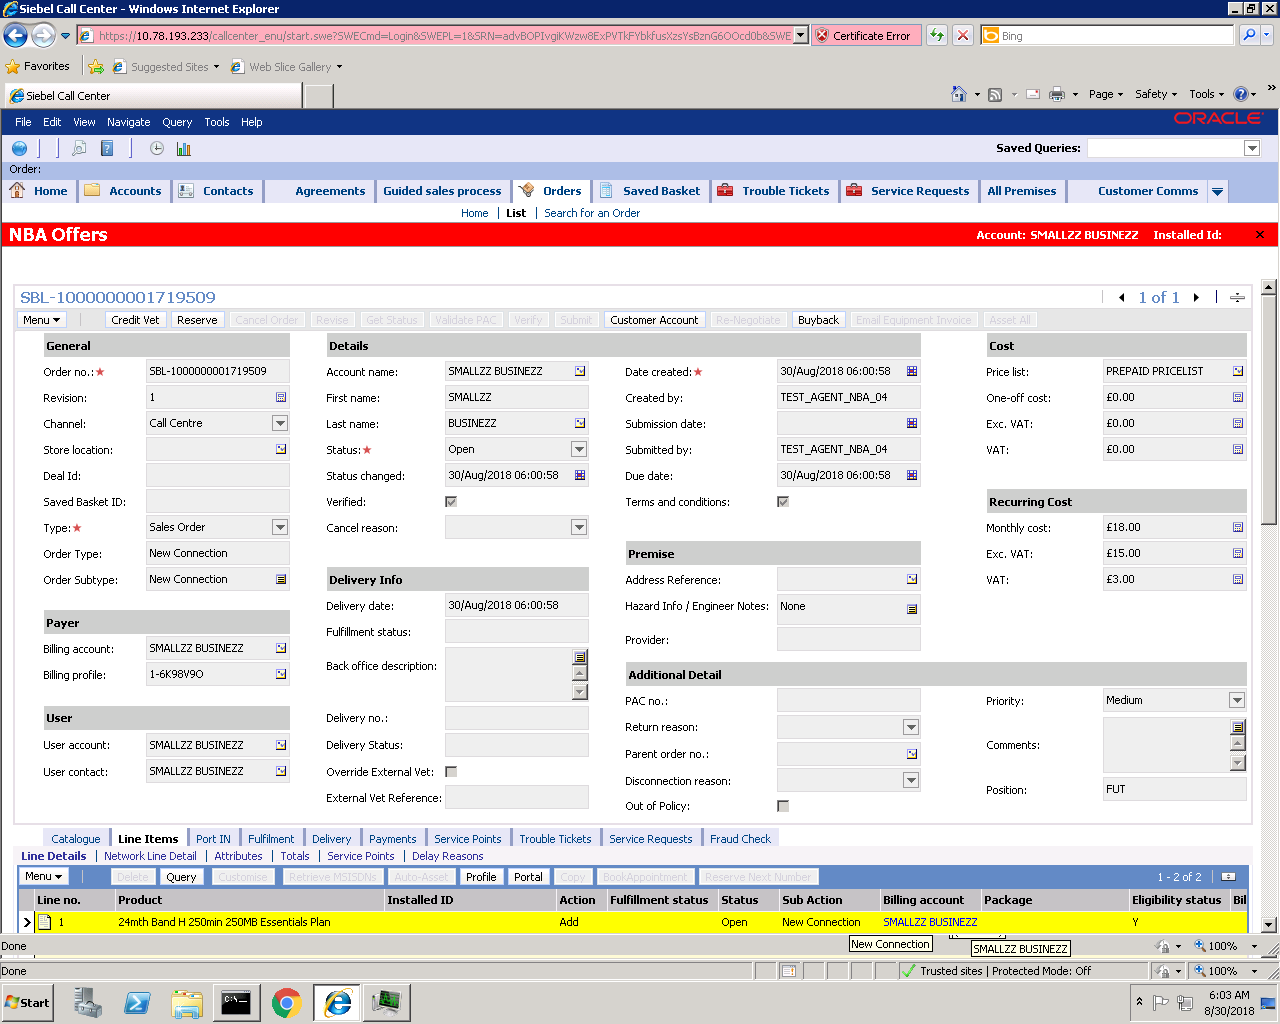 Siebel Call Center - Windows Internet Explorer
https://10.78.193.233/callcenter_enu/start.swe?SWECmd=Login&SWEPL=1&SRN=
Certificate Error
Bing
Favorites
Suggested Sites
Web Slice Gallery
Siebel Call Center
Page
Safety
Tools
»
File Edit View Navigate Query Tools Help
ORACLE
Saved Queries:
Order:
Home Accounts Contacts Agreements Guided sales process Orders Saved Basket Trouble Tickets Service Requests All Premises Customer Comms
Home | List | Search for an Order
NBA Offers
Account: SMALLZZ BUSINEZZ Installed Id:
SBL-1000000001719509
1 of 1
Menu Credit Vet Reserve Cancel Order Revise Get Status Validate PAC Verify Submit Customer Account Re-Negotiate Buyback Email Equipment Invoice Asset All
General Details Cost
Order no.: SBL-1000000001719509 Account name: SMALLZZ BUSINEZZ Date created: 30/Aug/2018 06:00:58 Price list: PREPAID PRICELIST
Revision: 1 First name: SMALLZZ Created by: TEST_AGENT_NBA_04 One-off cost: £0.00
Channel: Call Centre Last name: BUSINEZZ Submission date: Exc. VAT: £0.00
Store location: Status: Open Submitted by: TEST_AGENT_NBA_04 VAT: £0.00
Deal Id: Status changed: 30/Aug/2018 06:00:58 Due date: 30/Aug/2018 06:00:58
Saved Basket ID: Verified: Terms and conditions: Recurring Cost
Type: Sales Order Cancel reason: Monthly cost: £18.00
Order Type: New Connection Premise Exc. VAT: £15.00
Order Subtype: New Connection Delivery Info Address Reference: VAT: £3.00
Delivery date: 30/Aug/2018 06:00:58 Hazard Info / Engineer Notes: None
Payer Fulfillment status: Provider:
Billing account: SMALLZZ BUSINEZZ Back office description:
Billing profile: 1-6K98V9O Additional Detail
PAC no.: Priority: Medium
User Delivery no.: Return reason:
User account: SMALLZZ BUSINEZZ Delivery Status: Parent order no.: Comments:
User contact: SMALLZZ BUSINEZZ Override External Vet: Disconnection reason:
External Vet Reference: Out of Policy: Position: FUT
Catalogue Line Items Port IN Fulfilment Delivery Payments Service Points Trouble Tickets Service Requests Fraud Check
Line Details | Network Line Detail | Attributes | Totals | Service Points | Delay Reasons
Menu Delete Query Customise Retrieve MSISDNs Auto-Asset Profile Portal Copy BookAppointment Reserve Next Number 1 - 2 of 2
Line no. Product Installed ID Action Fulfillment status Status Sub Action Billing account Package Eligibility status Bil
1 24mth Band H 250min 250MB Essentials Plan Add Open New Connection SMALLZZ BUSINEZZ Y
Done
New Connection
SMALLZZ BUSINEZZ
100%
Done
Trusted sites | Protected Mode: Off
100%
Start
6:03 AM
8/30/2018